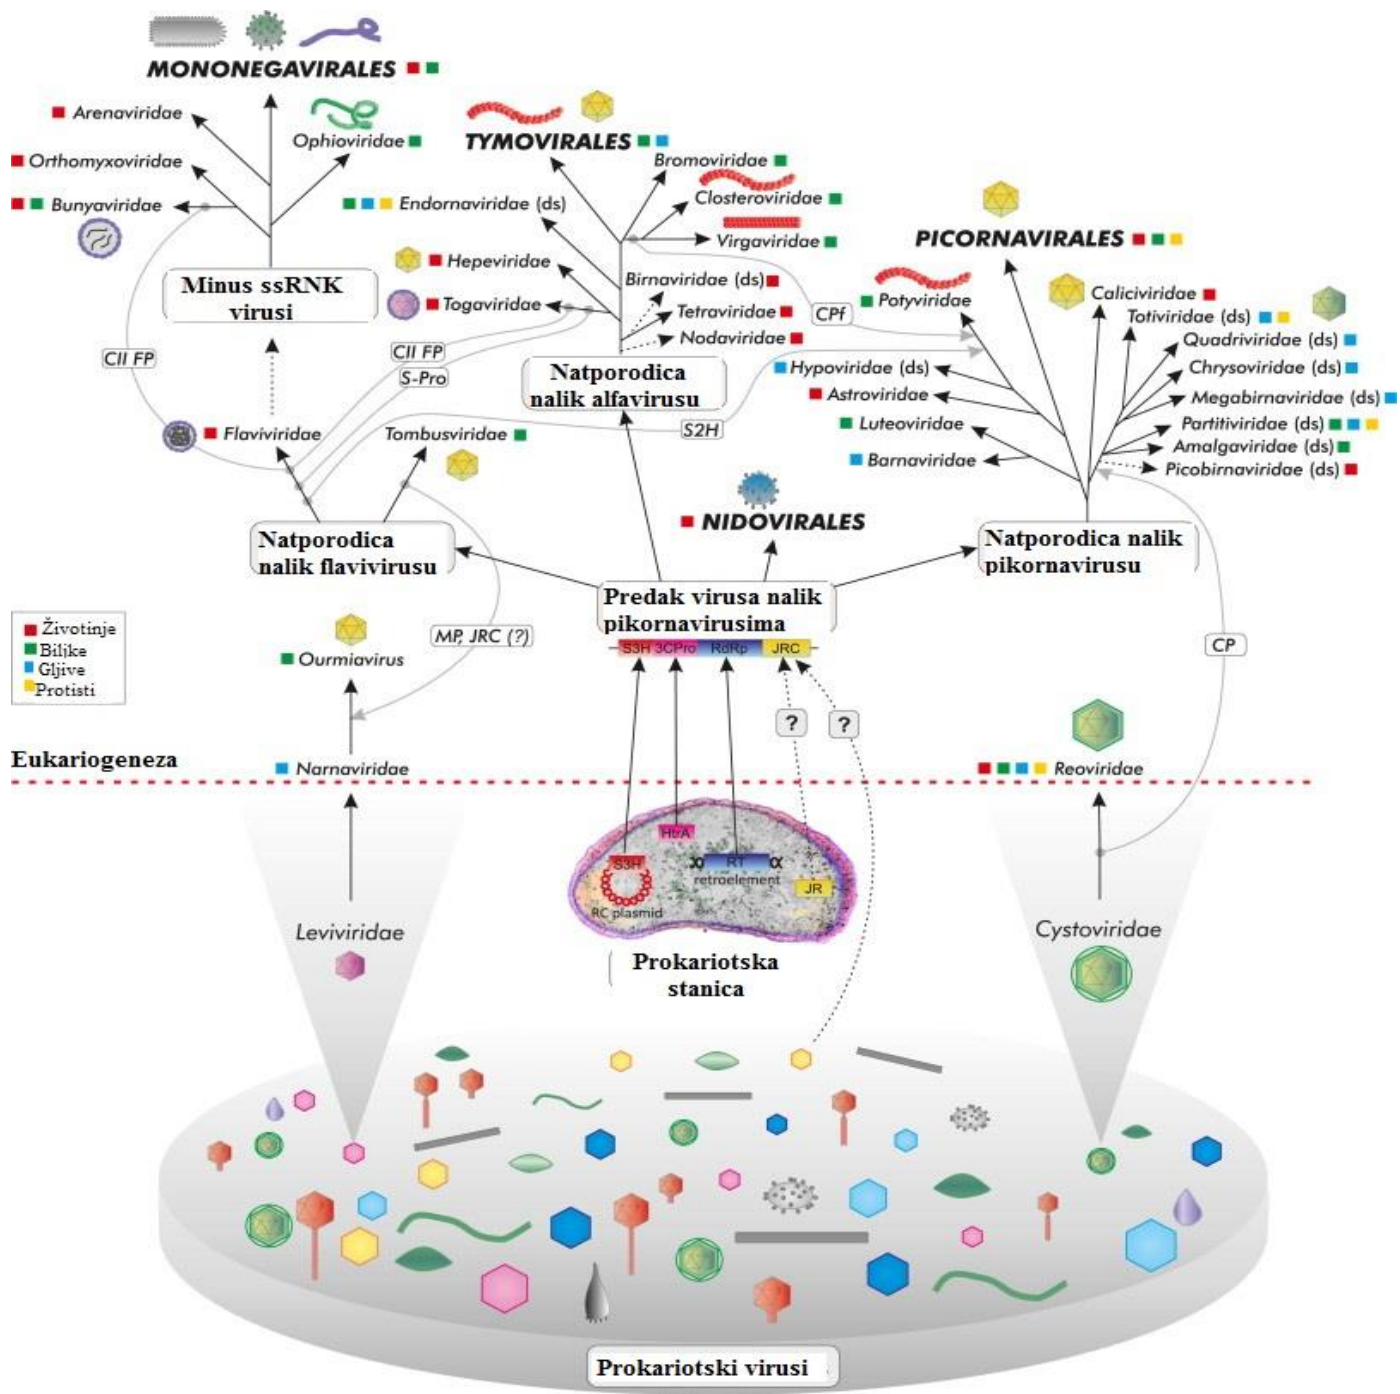 MONONEGAVIRALES
Arenaviridae
Ophioviridae
Orthomyxoviridae
Bunyaviridae
Minus ssRNK
virusi
CII FP
Flaviviridae
Tombusviridae
Natporodica
nalik flavivirusu
TYMOVIRALES
Bromoviridae
Closteroviridae
Virgaviridae
Endornaviridae (ds)
Hepeviridae
Togaviridae
Birnaviridae (ds)
Tetraviridae
Nodaviridae
CII FP
S-Pro
S2H
CPf
Natporodica
nalik alfavirusu
NIDOVIRALES
PICORNAVIRALES
Potyviridae
Caliciviridae
Totiviridae (ds)
Quadriviridae (ds)
Hypoviridae (ds)
Chrysoviridae (ds)
Astroviridae
Megabirnaviridae (ds)
Luteoviridae
Partitiviridae (ds)
Amalgaviridae (ds)
Barnaviridae
Picobirnaviridae (ds)
Natporodica nalik
pikornavirusu
Predak virusa nalik
pikornavirusima
S3H 3CPro RdRp JRC
MP, JRC (?)
CP
? ?
Životinje
Biljke
Gljive
Protisti
Ourmiavirus
Eukariogeneza
Narnaviridae
Reoviridae
HtrA
S3H
RT
retroelement
JR
RC plasmid
Prokariotska
stanica
Leviviridae
Cystoviridae
Prokariotski virusi